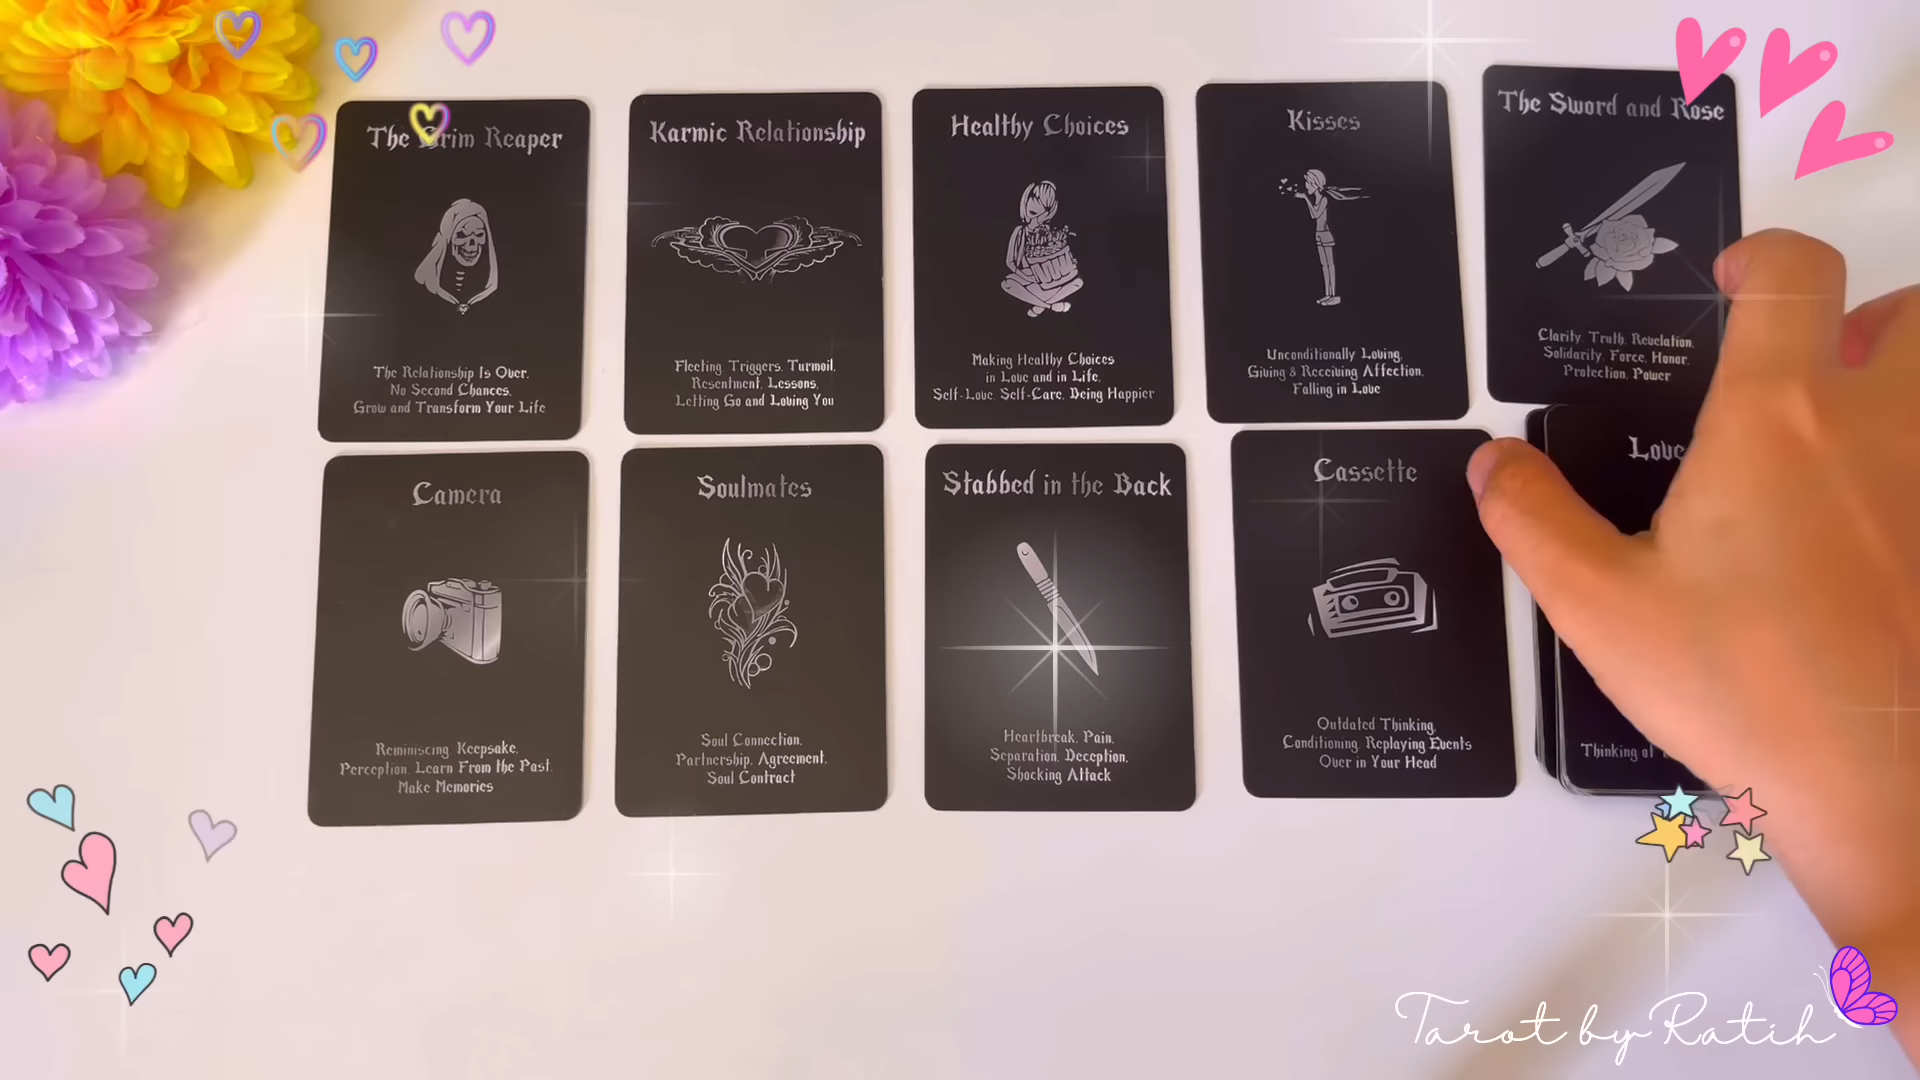 The Grim Reaper
The Relationship Is Over.
No Second Chances.
Grow and Transform Your Life
Karmic Relationship
Fleeting Triggers, Turmoil,
Resentment, Lessons,
Letting Go and Loving You
Healthy Choices
Making Healthy Choices
in Love and in Life.
Self-Love, Self-Care, Being Happier
Kisses
Unconditionally Loving,
Giving & Receiving Affection,
Falling in Love
The Sword and Rose
Clarity, Truth, Revelation,
Solidarity, Force, Honor,
Protection, Power
Camera
Reminiscing, Keepsake,
Perception, Learn From the Past,
Make Memories
Soulmates
Soul Connection,
Partnership, Agreement,
Soul Contract
Stabbed in the Back
Heartbreak, Pain,
Separation, Deception,
Shocking Attack
Cassette
Outdated Thinking,
Conditioning, Replaying Events
Over in Your Head
Love
Thinking of
Tarot by Ratih